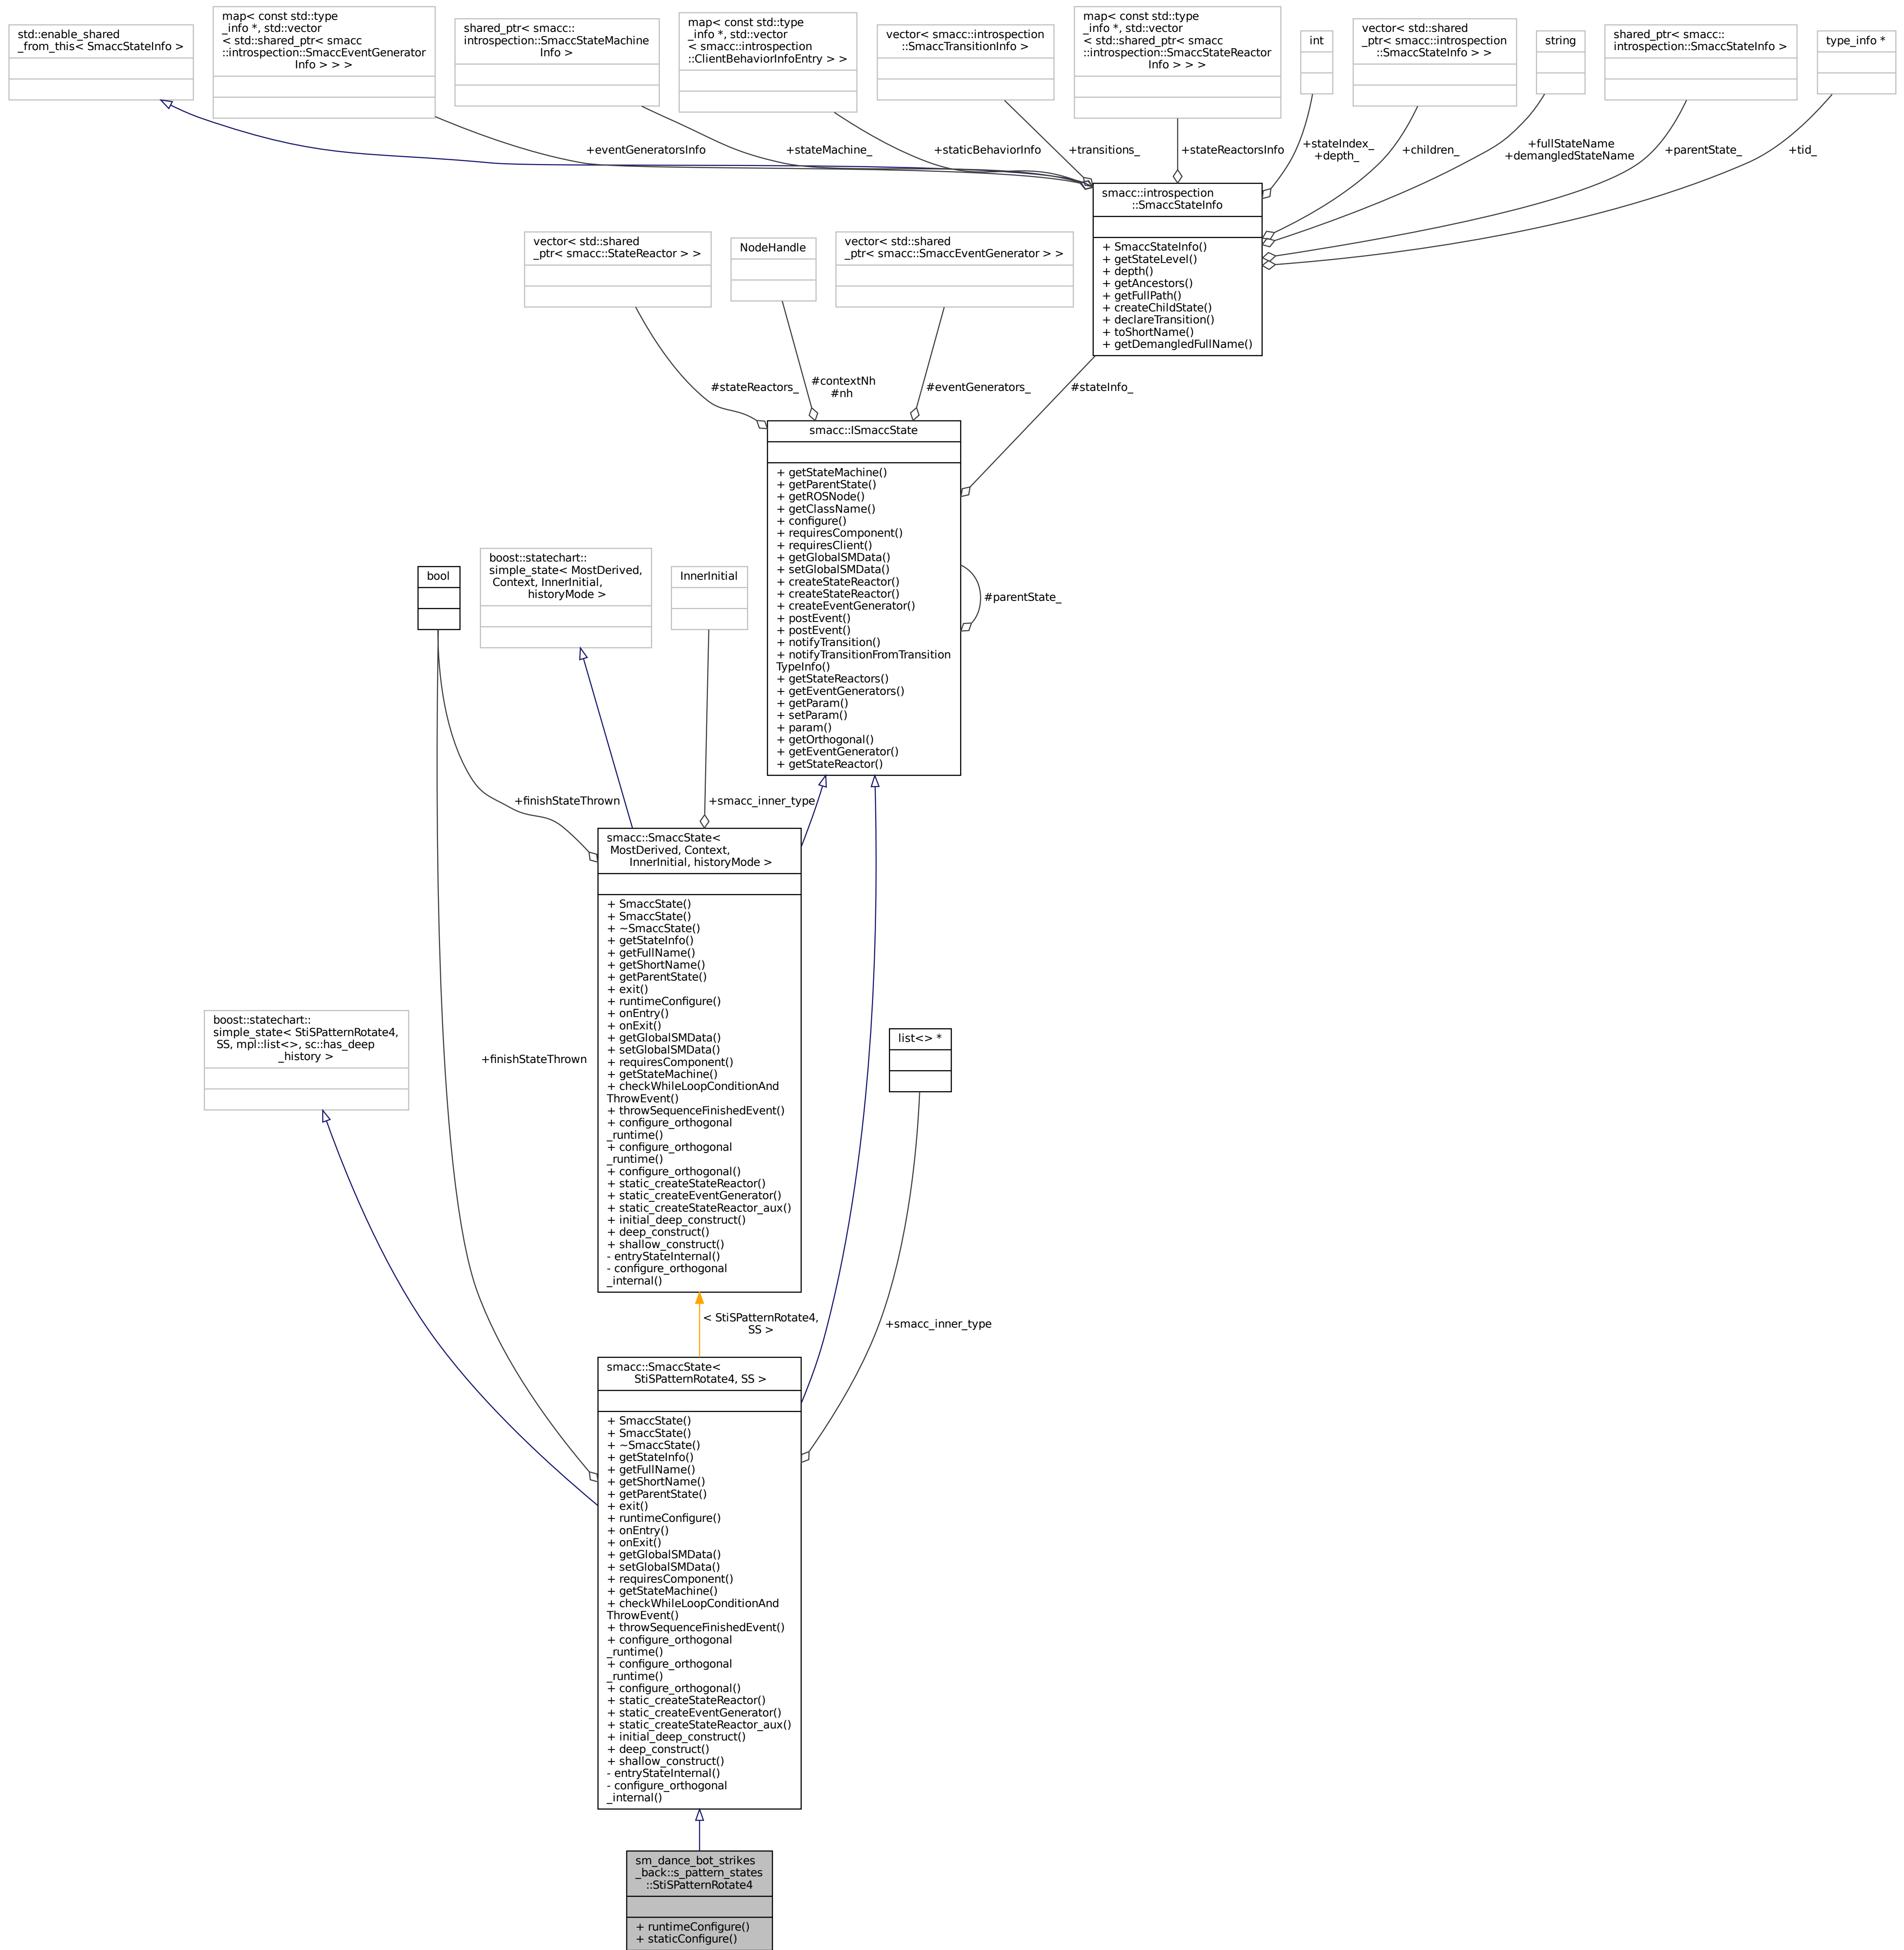 std::enable_shared
_from_this< SmaccStateInfo >
map< const std::type
_info *, std::vector
< std::shared_ptr< smacc
::introspection::SmaccEventGenerator
Info > > >
shared_ptr< smacc::
introspection::SmaccStateMachine
Info >
map< const std::type
_info *, std::vector
< smacc::introspection
::ClientBehaviorInfoEntry > >
vector< smacc::introspection
::SmaccTransitionInfo >
map< const std::type
_info *, std::vector
< std::shared_ptr< smacc
::introspection::SmaccStateReactor
Info > > >
int
vector< std::shared
_ptr< smacc::introspection
::SmaccStateInfo > >
string
shared_ptr< smacc::
introspection::SmaccStateInfo >
type_info *
+eventGeneratorsInfo
+stateMachine_
+staticBehaviorInfo
+transitions_
+stateReactorsInfo
+stateIndex_
+depth_
+children_
+fullStateName
+demangledStateName
+parentState_
+tid_
smacc::introspection
::SmaccStateInfo
+ SmaccStateInfo()
+ getStateLevel()
+ depth()
+ getAncestors()
+ getFullPath()
+ createChildState()
+ declareTransition()
+ toShortName()
+ getDemangledFullName()
vector< std::shared
_ptr< smacc::StateReactor > >
NodeHandle
vector< std::shared
_ptr< smacc::SmaccEventGenerator > >
#stateReactors_
#contextNh
#nh
#eventGenerators_
#stateInfo_
smacc::ISmaccState
+ getStateMachine()
+ getParentState()
+ getROSNode()
+ getClassName()
+ configure()
+ requiresComponent()
+ requiresClient()
+ getGlobalSMData()
+ setGlobalSMData()
+ createStateReactor()
+ createStateReactor()
+ createEventGenerator()
+ postEvent()
+ postEvent()
+ notifyTransition()
+ notifyTransitionFromTransition
TypeInfo()
+ getStateReactors()
+ getEventGenerators()
+ getParam()
+ setParam()
+ param()
+ getOrthogonal()
+ getEventGenerator()
+ getStateReactor()
#parentState_
bool
boost::statechart::
simple_state< MostDerived,
Context, InnerInitial,
historyMode >
InnerInitial
+finishStateThrown
+smacc_inner_type
smacc::SmaccState<
MostDerived, Context,
InnerInitial, historyMode >
+ SmaccState()
+ SmaccState()
+ ~SmaccState()
+ getStateInfo()
+ getFullName()
+ getShortName()
+ getParentState()
+ exit()
+ runtimeConfigure()
+ onEntry()
+ onExit()
+ getGlobalSMData()
+ setGlobalSMData()
+ requiresComponent()
+ getStateMachine()
+ checkWhileLoopConditionAnd
ThrowEvent()
+ throwSequenceFinishedEvent()
+ configure_orthogonal
_runtime()
+ configure_orthogonal
_runtime()
+ configure_orthogonal()
+ static_createStateReactor()
+ static_createEventGenerator()
+ static_createStateReactor_aux()
+ initial_deep_construct()
+ deep_construct()
+ shallow_construct()
- entryStateInternal()
- configure_orthogonal
_internal()
boost::statechart::
simple_state< StiSPatternRotate4,
SS, mpl::list<>, sc::has_deep
_history >
+finishStateThrown
list<> *
< StiSPatternRotate4,
SS >
+smacc_inner_type
smacc::SmaccState<
StiSPatternRotate4, SS >
+ SmaccState()
+ SmaccState()
+ ~SmaccState()
+ getStateInfo()
+ getFullName()
+ getShortName()
+ getParentState()
+ exit()
+ runtimeConfigure()
+ onEntry()
+ onExit()
+ getGlobalSMData()
+ setGlobalSMData()
+ requiresComponent()
+ getStateMachine()
+ checkWhileLoopConditionAnd
ThrowEvent()
+ throwSequenceFinishedEvent()
+ configure_orthogonal
_runtime()
+ configure_orthogonal
_runtime()
+ configure_orthogonal()
+ static_createStateReactor()
+ static_createEventGenerator()
+ static_createStateReactor_aux()
+ initial_deep_construct()
+ deep_construct()
+ shallow_construct()
- entryStateInternal()
- configure_orthogonal
_internal()
sm_dance_bot_strikes
_back::s_pattern_states
::StiSPatternRotate4
+ runtimeConfigure()
+ staticConfigure()